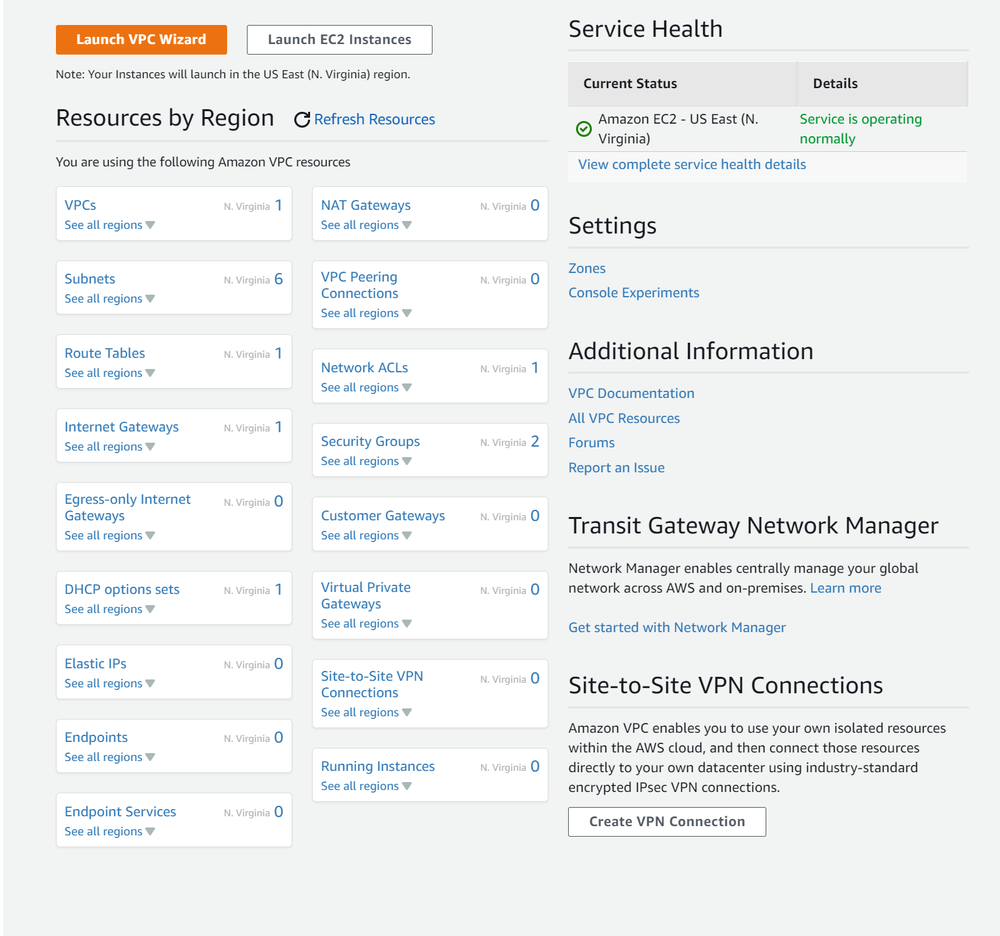 Launch VPC Wizard
Launch EC2 Instances
Note: Your Instances will launch in the US East (N. Virginia) region.
Resources by Region
Refresh Resources
You are using the following Amazon VPC resources
VPCs
N. Virginia 1
See all regions
Subnets
N. Virginia 6
See all regions
Route Tables
N. Virginia 1
See all regions
Internet Gateways
N. Virginia 1
See all regions
Egress-only Internet
Gateways
N. Virginia 0
See all regions
DHCP options sets
N. Virginia 1
See all regions
Elastic IPs
N. Virginia 0
See all regions
Endpoints
N. Virginia 0
See all regions
Endpoint Services
N. Virginia 0
See all regions
NAT Gateways
N. Virginia 0
See all regions
VPC Peering
Connections
N. Virginia 0
See all regions
Network ACLs
N. Virginia 1
See all regions
Security Groups
N. Virginia 2
See all regions
Customer Gateways
N. Virginia 0
See all regions
Virtual Private
Gateways
N. Virginia 0
See all regions
Site-to-Site VPN
Connections
N. Virginia 0
See all regions
Running Instances
N. Virginia 0
See all regions
Service Health
Current Status
Details
Amazon EC2 - US East (N.
Virginia)
Service is operating
normally
View complete service health details
Settings
Zones
Console Experiments
Additional Information
VPC Documentation
All VPC Resources
Forums
Report an Issue
Transit Gateway Network Manager
Network Manager enables centrally manage your global
network across AWS and on-premises. Learn more
Get started with Network Manager
Site-to-Site VPN Connections
Amazon VPC enables you to use your own isolated resources
within the AWS cloud, and then connect those resources
directly to your own datacenter using industry-standard
encrypted IPsec VPN connections.
Create VPN Connection